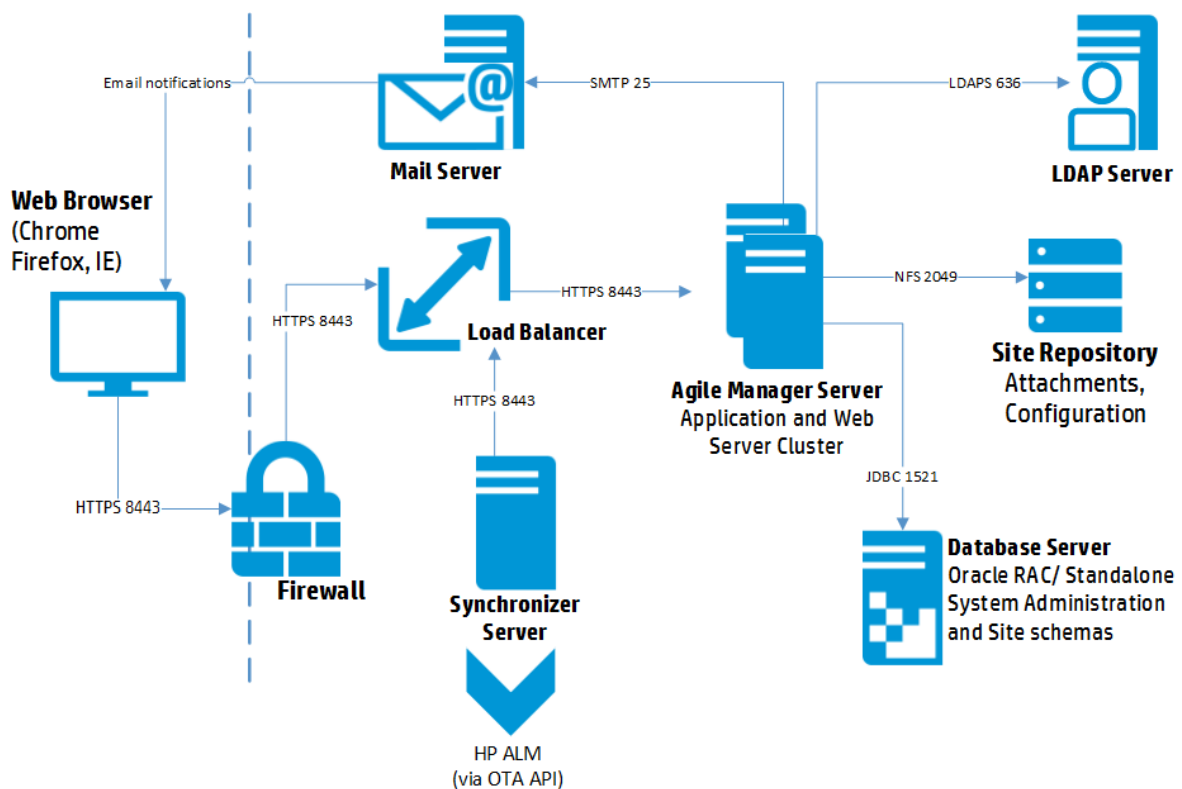 Email notifications
SMTP 25
LDAPS 636
Mail Server
LDAP Server
Web Browser
(Chrome
Firefox, IE)
HTTPS 8443
HTTPS 8443
Load Balancer
HTTPS 8443
NFS 2049
Site Repository
Attachments,
Configuration
Agile Manager Server
Application and Web
Server Cluster
HTTPS 8443
JDBC 1521
HTTPS 8443
Firewall
Synchronizer
Server
Database Server
Oracle RAC/ Standalone
System Administration
and Site schemas
HP ALM
(via OTA API)